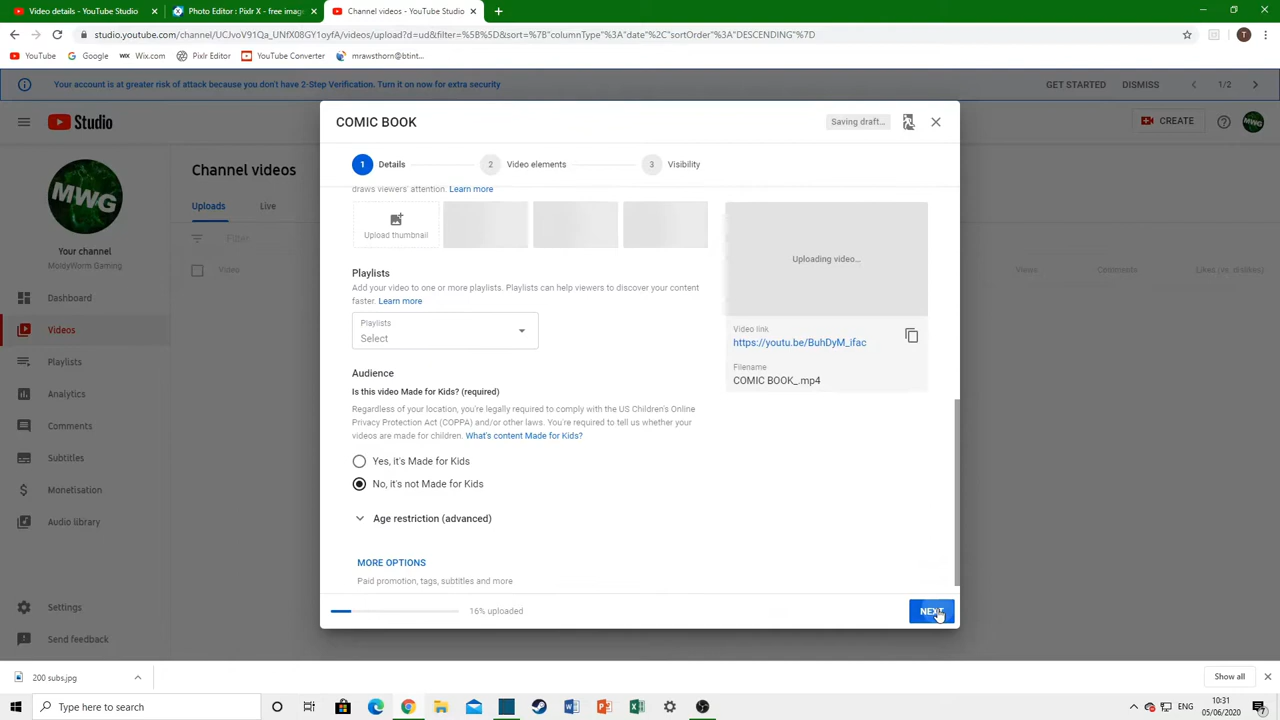 Video details - YouTube Studio
Photo Editor : Pixlr X - free imag
Channel videos - YouTube Studio
studio.youtube.com/channel/UCJvoV91Qa_UNfX08GY1oyfA/videos/upload?d=ud&filter=%5B%5D&sort=%7B"columnType"%3A"date"%2C"sortOrder"%3A"DESCENDING"%7D
T
YouTube
Google
WIX Wix.com
Pixlr Editor
YouTube Converter
mrawsthorn@btint...
Your account is at greater risk of attack because you don't have 2-Step Verification. Turn it on now for extra security
GET STARTED
DISMISS
1/2
Studio
CREATE
MWG
MWG
Your channel
MoldyWorm Gaming
Dashboard
Videos
Playlists
Analytics
Comments
Subtitles
Monetisation
Audio library
Settings
Send feedback
Channel videos
Uploads
Live
Filter
Video
Views
Comments
Likes (vs. dislikes)
COMIC BOOK
Saving draft...
1 Details
2 Video elements
3 Visibility
draws viewers' attention. Learn more
Upload thumbnail
Playlists
Add your video to one or more playlists. Playlists can help viewers to discover your content
faster. Learn more
Playlists
Select
Audience
Is this video Made for Kids? (required)
Regardless of your location, you're legally required to comply with the US Children's Online
Privacy Protection Act (COPPA) and/or other laws. You're required to tell us whether your
videos are made for children. What's content Made for Kids?
Yes, it's Made for Kids
No, it's not Made for Kids
Age restriction (advanced)
MORE OPTIONS
Paid promotion, tags, subtitles and more
Uploading video...
Video link
https://youtu.be/BuhDyM_ifac
Filename
COMIC BOOK_.mp4
16% uploaded
NEXT
200 subs.jpg
Show all
Type here to search
10:31
05/06/2020